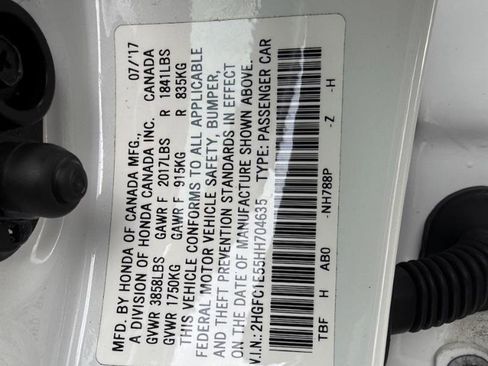 MFD. BY HONDA OF CANADA MFG., 07/'17
A DIVISION OF HONDA CANADA INC. CANADA
GVWR 3858LBS GAWR F 2017LBS R 1841LBS
GVWR 1750KG GAWR F 915KG R 835KG
THIS VEHICLE CONFORMS TO ALL APPLICABLE
FEDERAL MOTOR VEHICLE SAFETY, BUMPER,
AND THEFT PREVENTION STANDARDS IN EFFECT
ON THE DATE OF MANUFACTURE SHOWN ABOVE.
V.I.N.: 2HGFC1E55HH704635 TYPE: PASSENGER CAR
TBF H AB0 -NH788P -Z -H